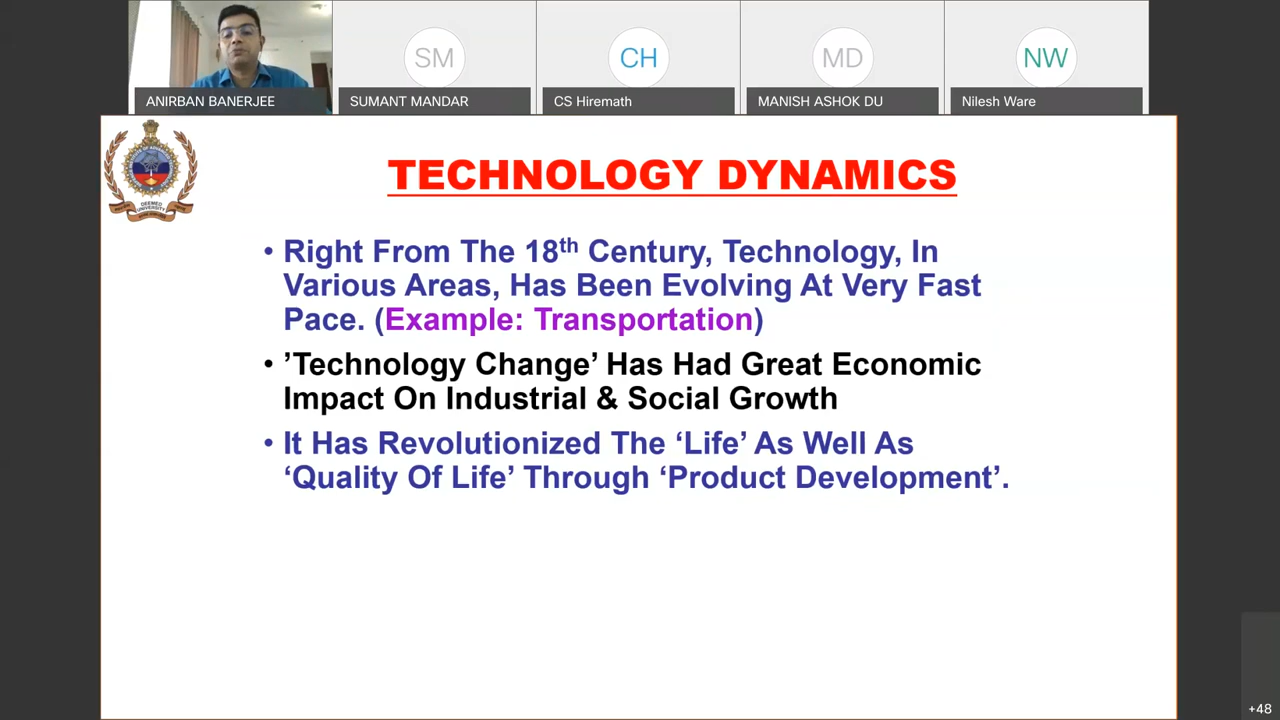 SM
CH
MD
NW
ANIRBAN BANERJEE
SUMANT MANDAR
CS Hiremath
MANISH ASHOK DU
Nilesh Ware
DEEMED
UNIVERSITY
TECHNOLOGY DYNAMICS
• Right From The 18th Century, Technology, In
Various Areas, Has Been Evolving At Very Fast
Pace. (Example: Transportation)
• ’Technology Change’ Has Had Great Economic
Impact On Industrial & Social Growth
• It Has Revolutionized The ‘Life’ As Well As
‘Quality Of Life’ Through ‘Product Development’.
+48